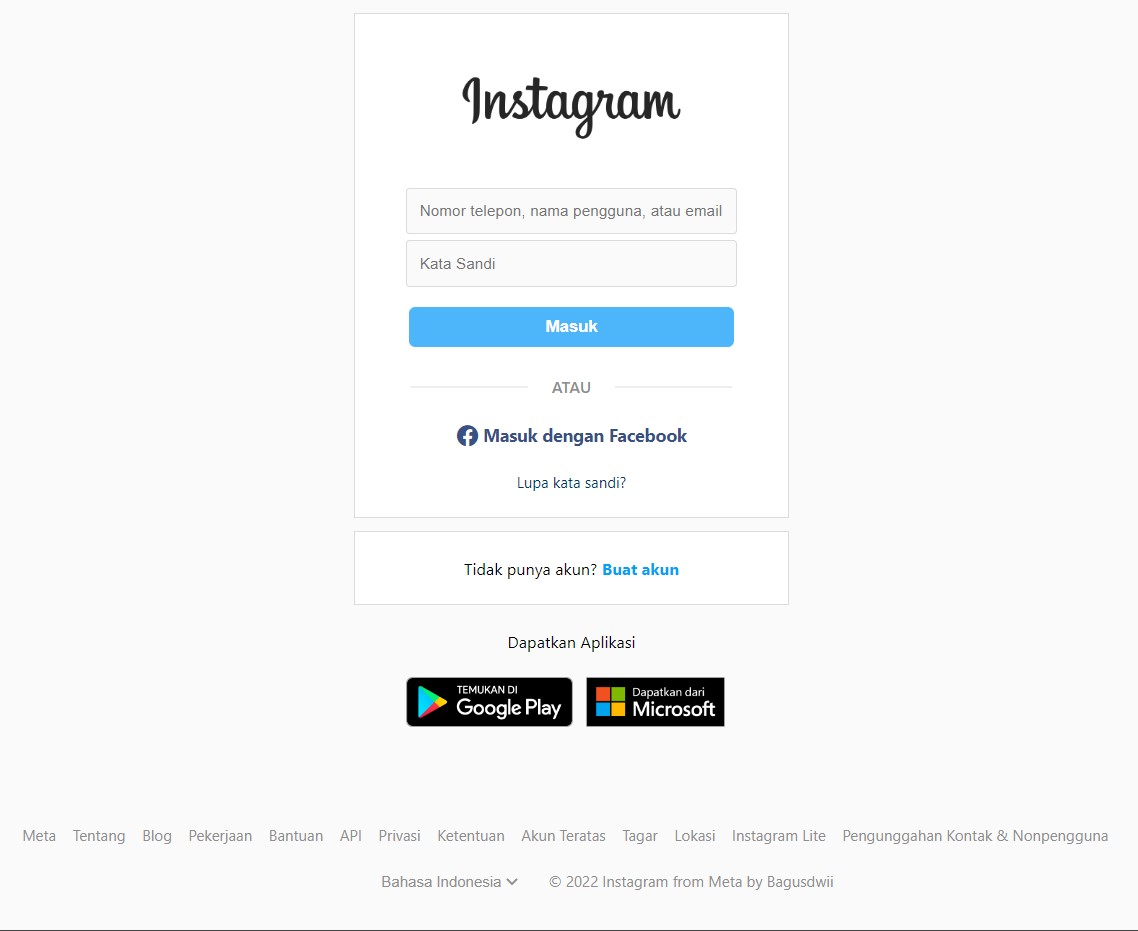 Instagram
Nomor telepon, nama pengguna, atau email
Kata Sandi
Masuk
ATAU
Masuk dengan Facebook
Lupa kata sandi?
Tidak punya akun? Buat akun
Dapatkan Aplikasi
TEMUKAN DI
Google Play
Dapatkan dari
Microsoft
Meta Tentang Blog Pekerjaan Bantuan API Privasi Ketentuan Akun Teratas Tagar Lokasi Instagram Lite Pengunggahan Kontak & Nonpengguna
Bahasa Indonesia © 2022 Instagram from Meta by Bagusdwii